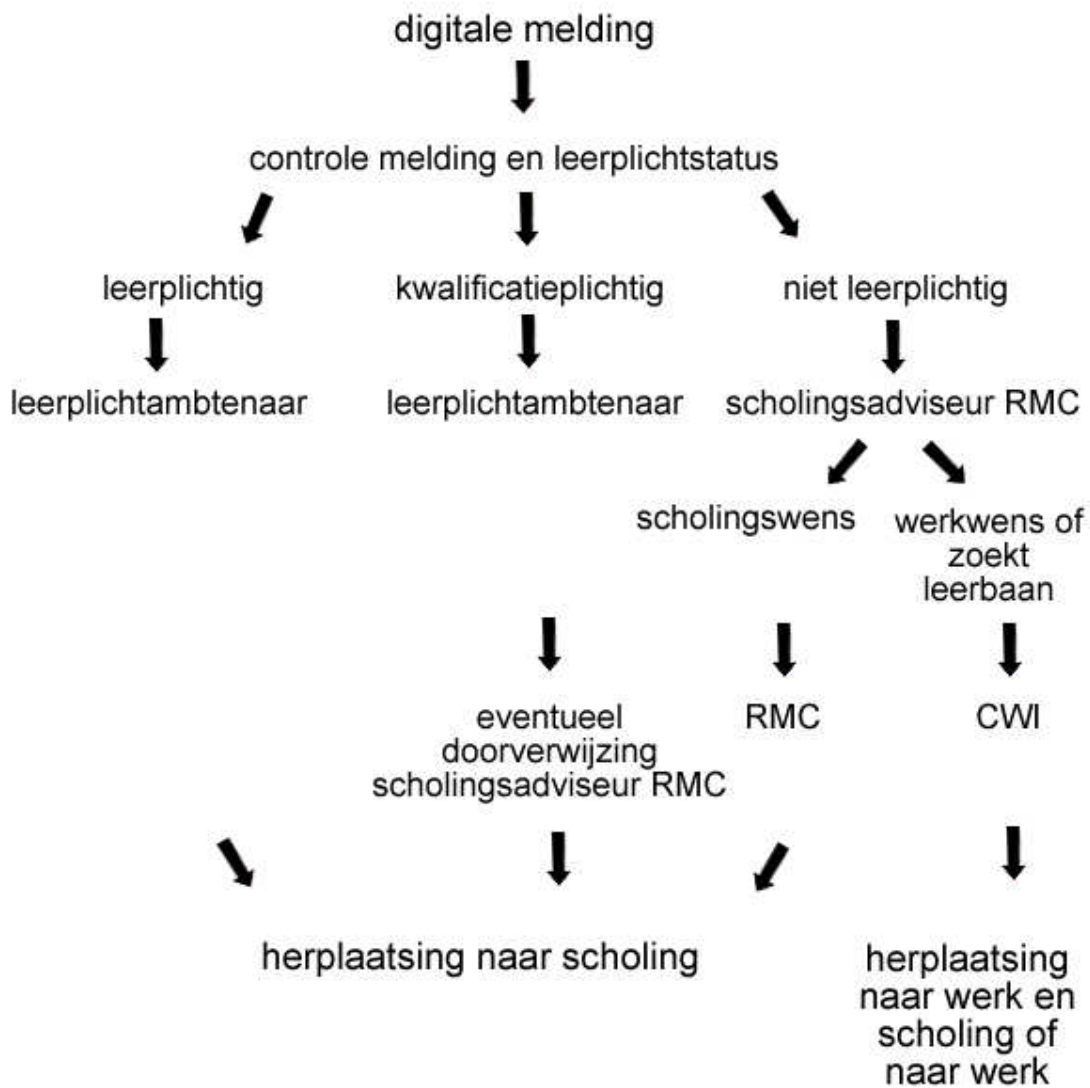 digitale melding
controle melding en leerplichtstatus
leerplichtig
kwalificatieplichtig
niet leerplichtig
leerplichtambtenaar
leerplichtambtenaar
scholingsadviseur RMC
scholingswens
werkwens of
zoekt
leerbaan
eventueel
doorverwijzing
scholingsadviseur RMC
RMC
CWI
herplaatsing naar scholing
herplaatsing
naar werk en
scholing of
naar werk